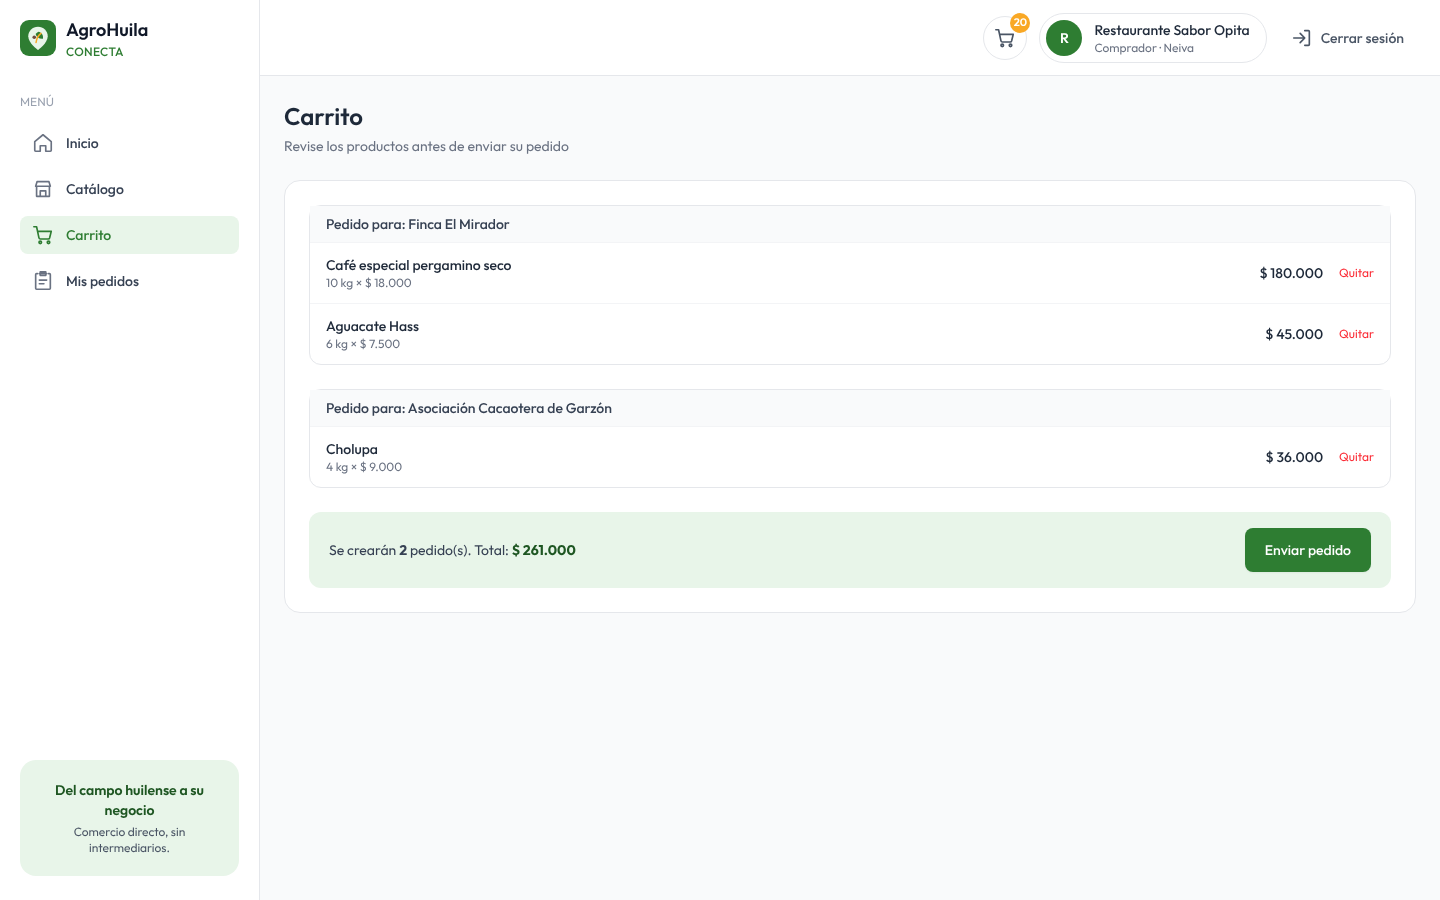 AgroHuila
CONECTA
20
R
Restaurante Sabor Opita
Comprador · Neiva
Cerrar sesión
MENÚ
Inicio
Catálogo
Carrito
Mis pedidos
Carrito
Revise los productos antes de enviar su pedido
Pedido para: Finca El Mirador
Café especial pergamino seco
10 kg × $ 18.000
$ 180.000
Quitar
Aguacate Hass
6 kg × $ 7.500
$ 45.000
Quitar
Pedido para: Asociación Cacaotera de Garzón
Cholupa
4 kg × $ 9.000
$ 36.000
Quitar
Se crearán 2 pedido(s). Total: $ 261.000
Enviar pedido
Del campo huilense a su
negocio
Comercio directo, sin
intermediarios.